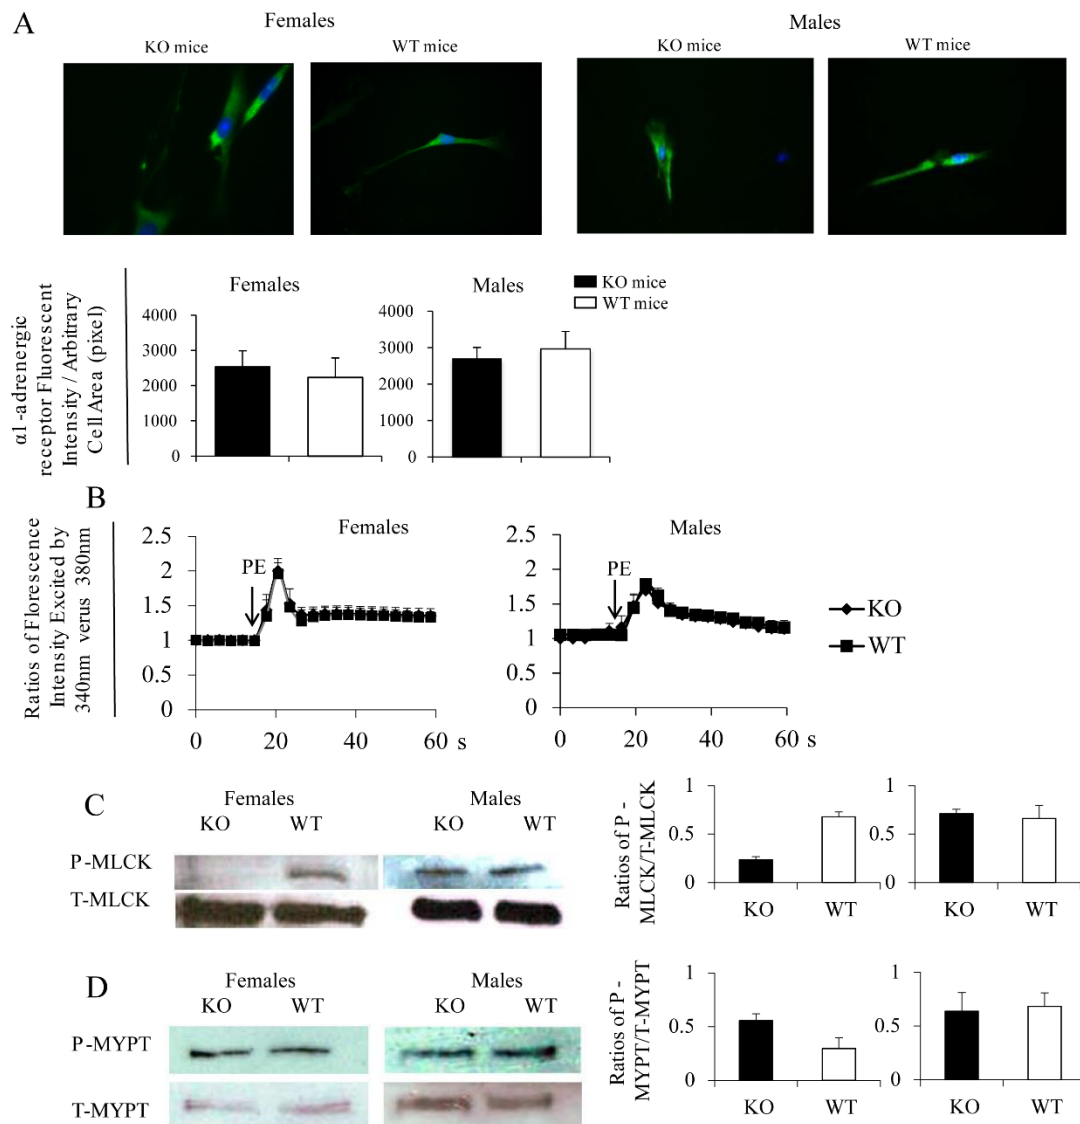 A
Females
Males
KO mice
WT mice
KO mice
WT mice
α1-adrenergic
receptor Fluorescent
Intensity / Arbitrary
Cell Area (pixel)
Females
4000
3000
2000
1000
0
Males
4000
3000
2000
1000
0
KO mice
WT mice
B
Ratios of Florescence
Intensity Excited by
340nm verus 380nm
Females
2.5
2
1.5
1
0.5
0
PE
0 20 40 60 s
Males
2.5
2
1.5
1
0.5
0
PE
0 20 40 60 s
KO
WT
C
Females
Males
KO WT
KO WT
P-MLCK
T-MLCK
Ratios of P -
MLCK/T-MLCK
1
0.5
0
KO WT
1
0.5
0
KO WT
D
Females
Males
KO WT
KO WT
P-MYPT
T-MYPT
Ratios of P -
MYPT/T-MYPT
1
0.5
0
KO WT
1
0.5
0
KO WT